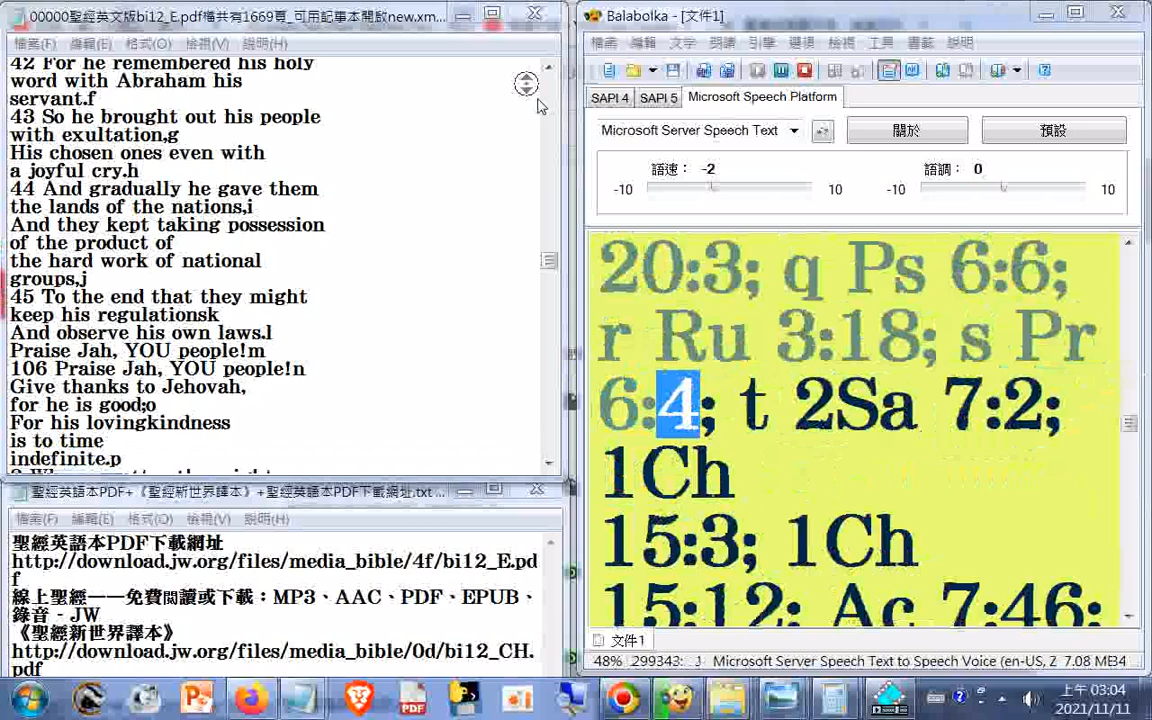 00000聖經英文版bi12_E.pdf檔共有1669頁_可用記事本開啟new.xm...
檔案(F) 編輯(E) 格式(O) 檢視(V) 說明(H)
42 For he remembered his holy
word with Abraham his
servant.f
43 So he brought out his people
with exultation,g
His chosen ones even with
a joyful cry.h
44 And gradually he gave them
the lands of the nations,i
And they kept taking possession
of the product of
the hard work of national
groups,j
45 To the end that they might
keep his regulationsk
And observe his own laws.l
Praise Jah, YOU people!m
106 Praise Jah, YOU people!n
Give thanks to Jehovah,
for he is good;o
For his lovingkindness
is to time
indefinite.p
聖經英語本PDF+《聖經新世界譯本》+聖經英語本PDF下載網址.txt ...
檔案(F) 編輯(E) 格式(O) 檢視(V) 說明(H)
聖經英語本PDF下載網址
http://download.jw.org/files/media_bible/4f/bi12_E.pd
f
線上聖經——免費閱讀或下載：MP3、AAC、PDF、EPUB、
錄音 - JW
《聖經新世界譯本》
http://download.jw.org/files/media_bible/0d/bi12_CH.
pdf
Balabolka - [文件1]
檔案 編輯 文字 朗讀 引擎 選項 檢視 工具 書籤 說明
SAPI 4 SAPI 5 Microsoft Speech Platform
Microsoft Server Speech Text 關於 預設
語速： -2 語調： 0
-10 10 -10 10
20:3; q Ps 6:6;
r Ru 3:18; s Pr
6:4; t 2Sa 7:2;
1Ch
15:3; 1Ch
15:12; Ac 7:46;
文件1
48% 299343: Microsoft Server Speech Text to Speech Voice (en-US, Z 7.08 MB34
上午 03:04
2021/11/11